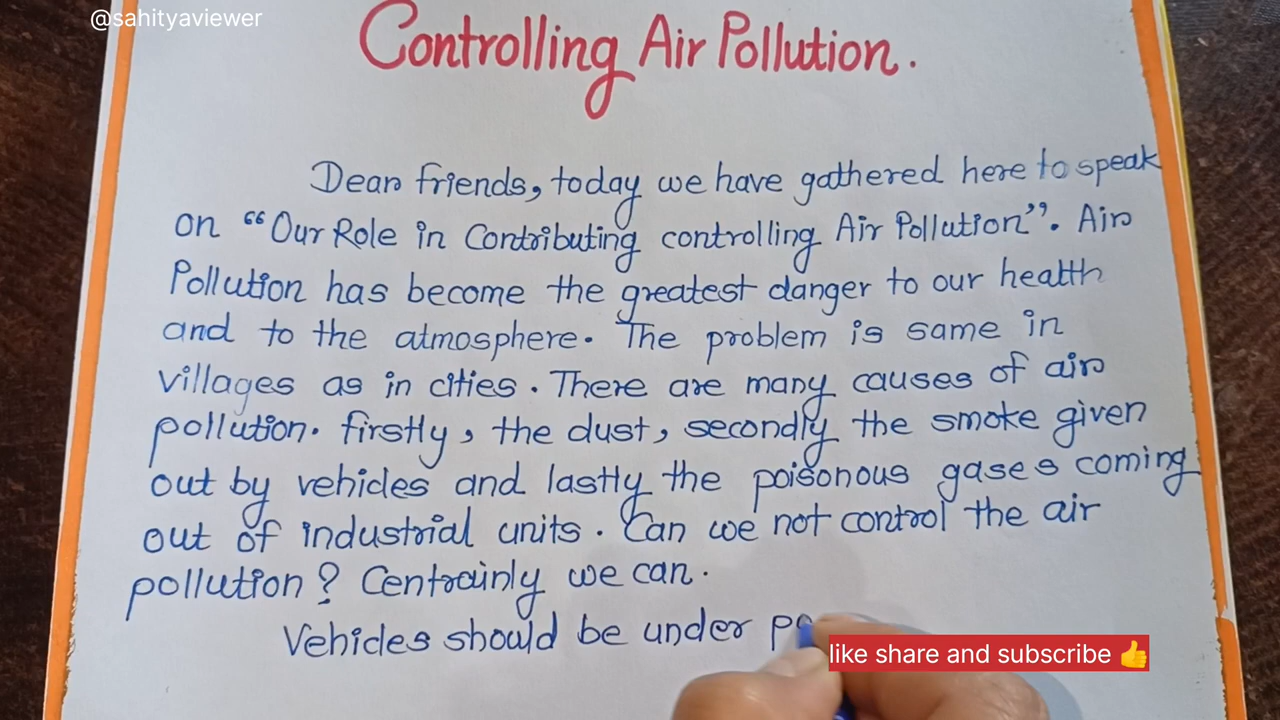 @sahityaviewer
Controlling Air Pollution.
Dear friends, today we have gathered here to speak
on “Our Role in Contributing controlling Air Pollution”. Air
Pollution has become the greatest danger to our health
and to the atmosphere. The problem is same in
villages as in cities. There are many causes of air
pollution. firstly, the dust, secondly the smoke given
out by vehicles and lastly the poisonous gases coming
out of industrial units. Can we not control the air
pollution? Centrainly we can.
Vehicles should be under
like share and subscribe 👍